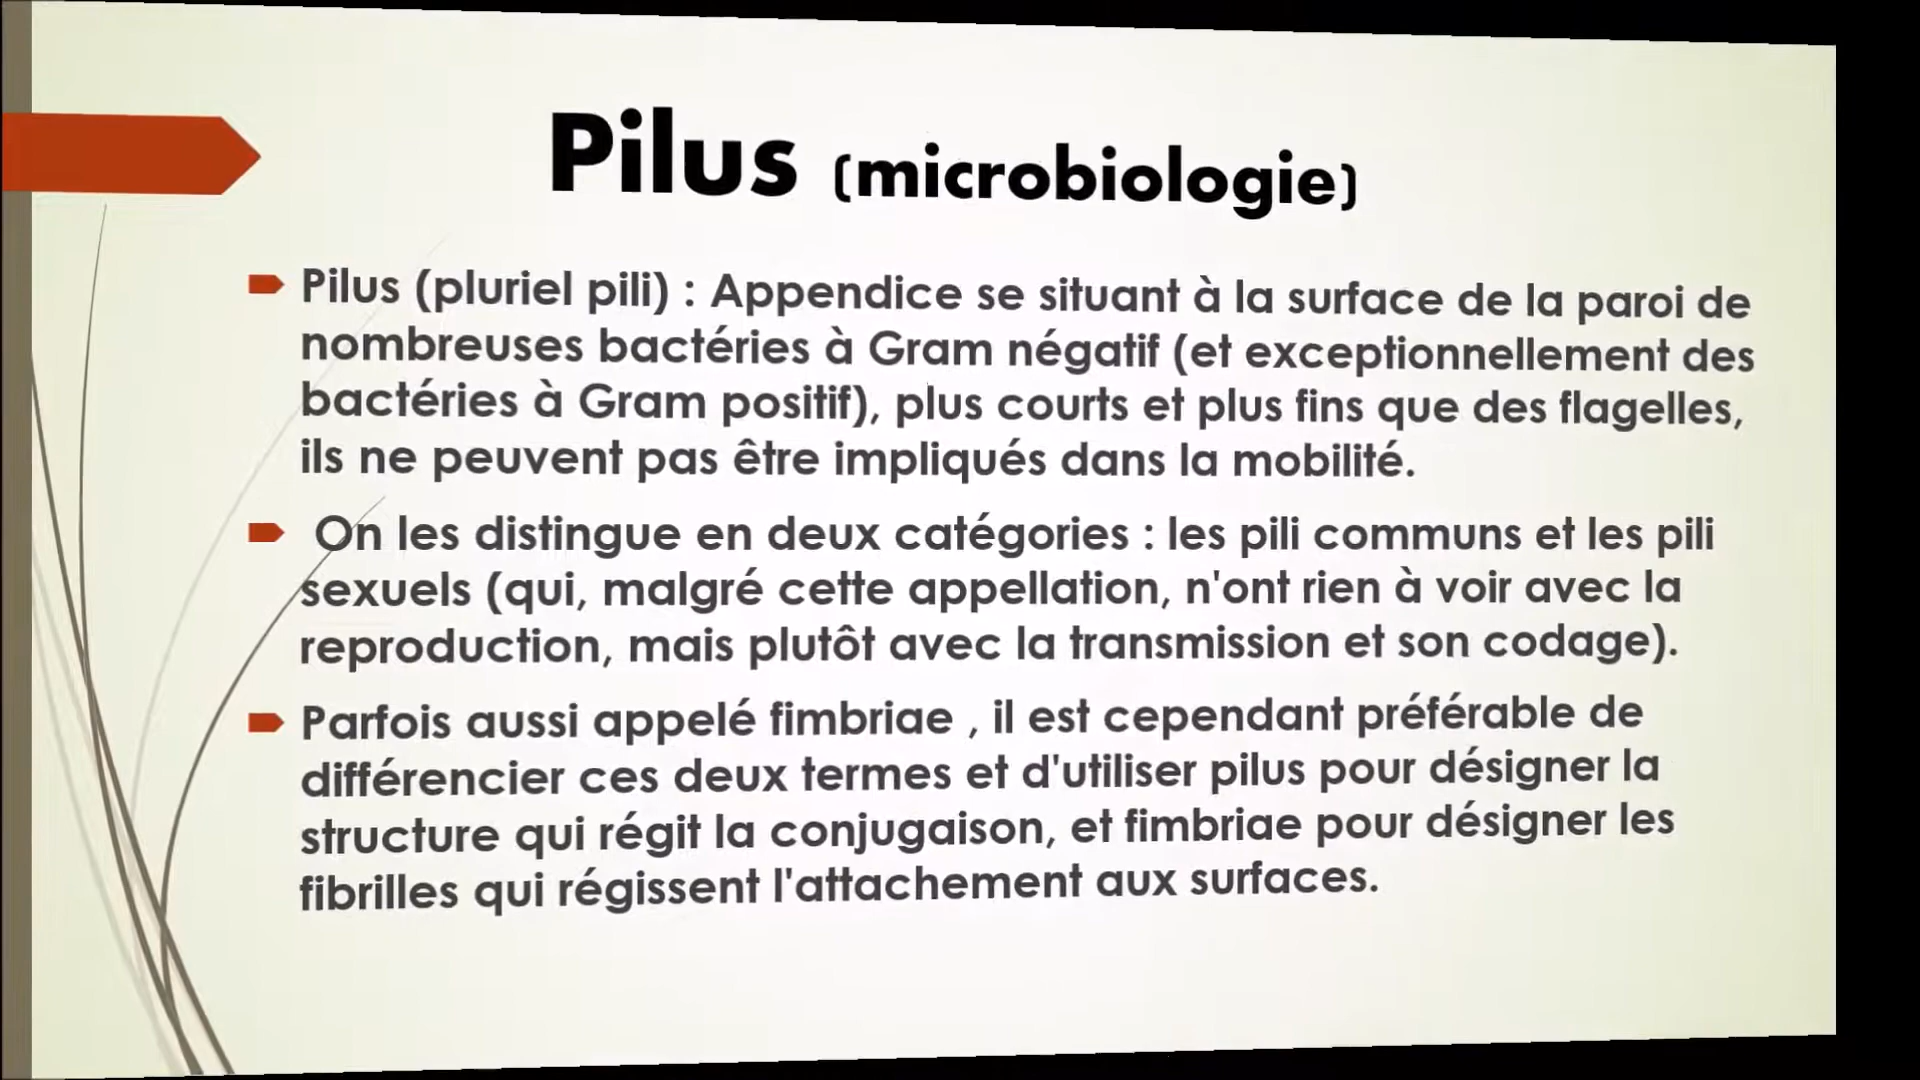 Pilus (microbiologie)
Pilus (pluriel pili) : Appendice se situant à la surface de la paroi de
nombreuses bactéries à Gram négatif (et exceptionnellement des
bactéries à Gram positif), plus courts et plus fins que des flagelles,
ils ne peuvent pas être impliqués dans la mobilité.
On les distingue en deux catégories : les pili communs et les pili
sexuels (qui, malgré cette appellation, n'ont rien à voir avec la
reproduction, mais plutôt avec la transmission et son codage).
Parfois aussi appelé fimbriae , il est cependant préférable de
différencier ces deux termes et d'utiliser pilus pour désigner la
structure qui régit la conjugaison, et fimbriae pour désigner les
fibrilles qui régissent l'attachement aux surfaces.